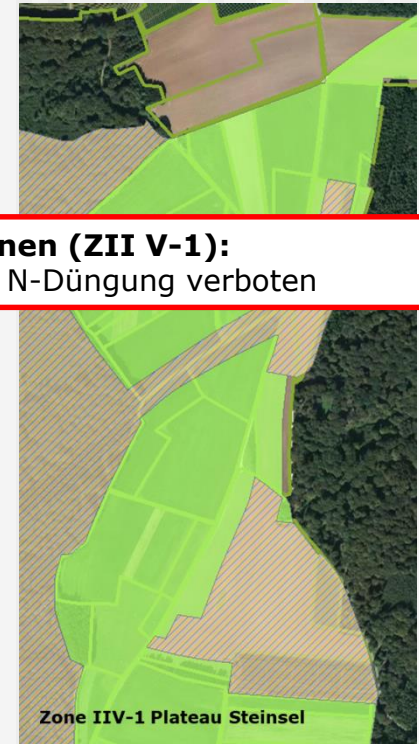 nen (ZII V-1):
N-Düngung verboten
Zone IIV-1 Plateau Steinsel